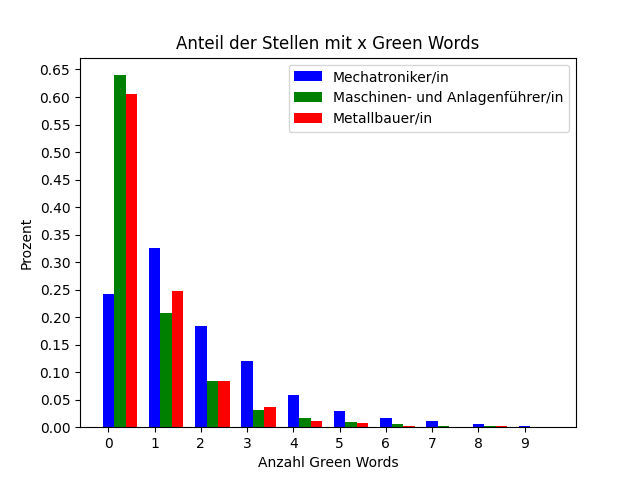 Anteil der Stellen mit x Green Words
Mechatroniker/in
Maschinen- und Anlagenführer/in
Metallbauer/in
Prozent
0.65
0.60
0.55
0.50
0.45
0.40
0.35
0.30
0.25
0.20
0.15
0.10
0.05
0.00
0 1 2 3 4 5 6 7 8 9
Anzahl Green Words